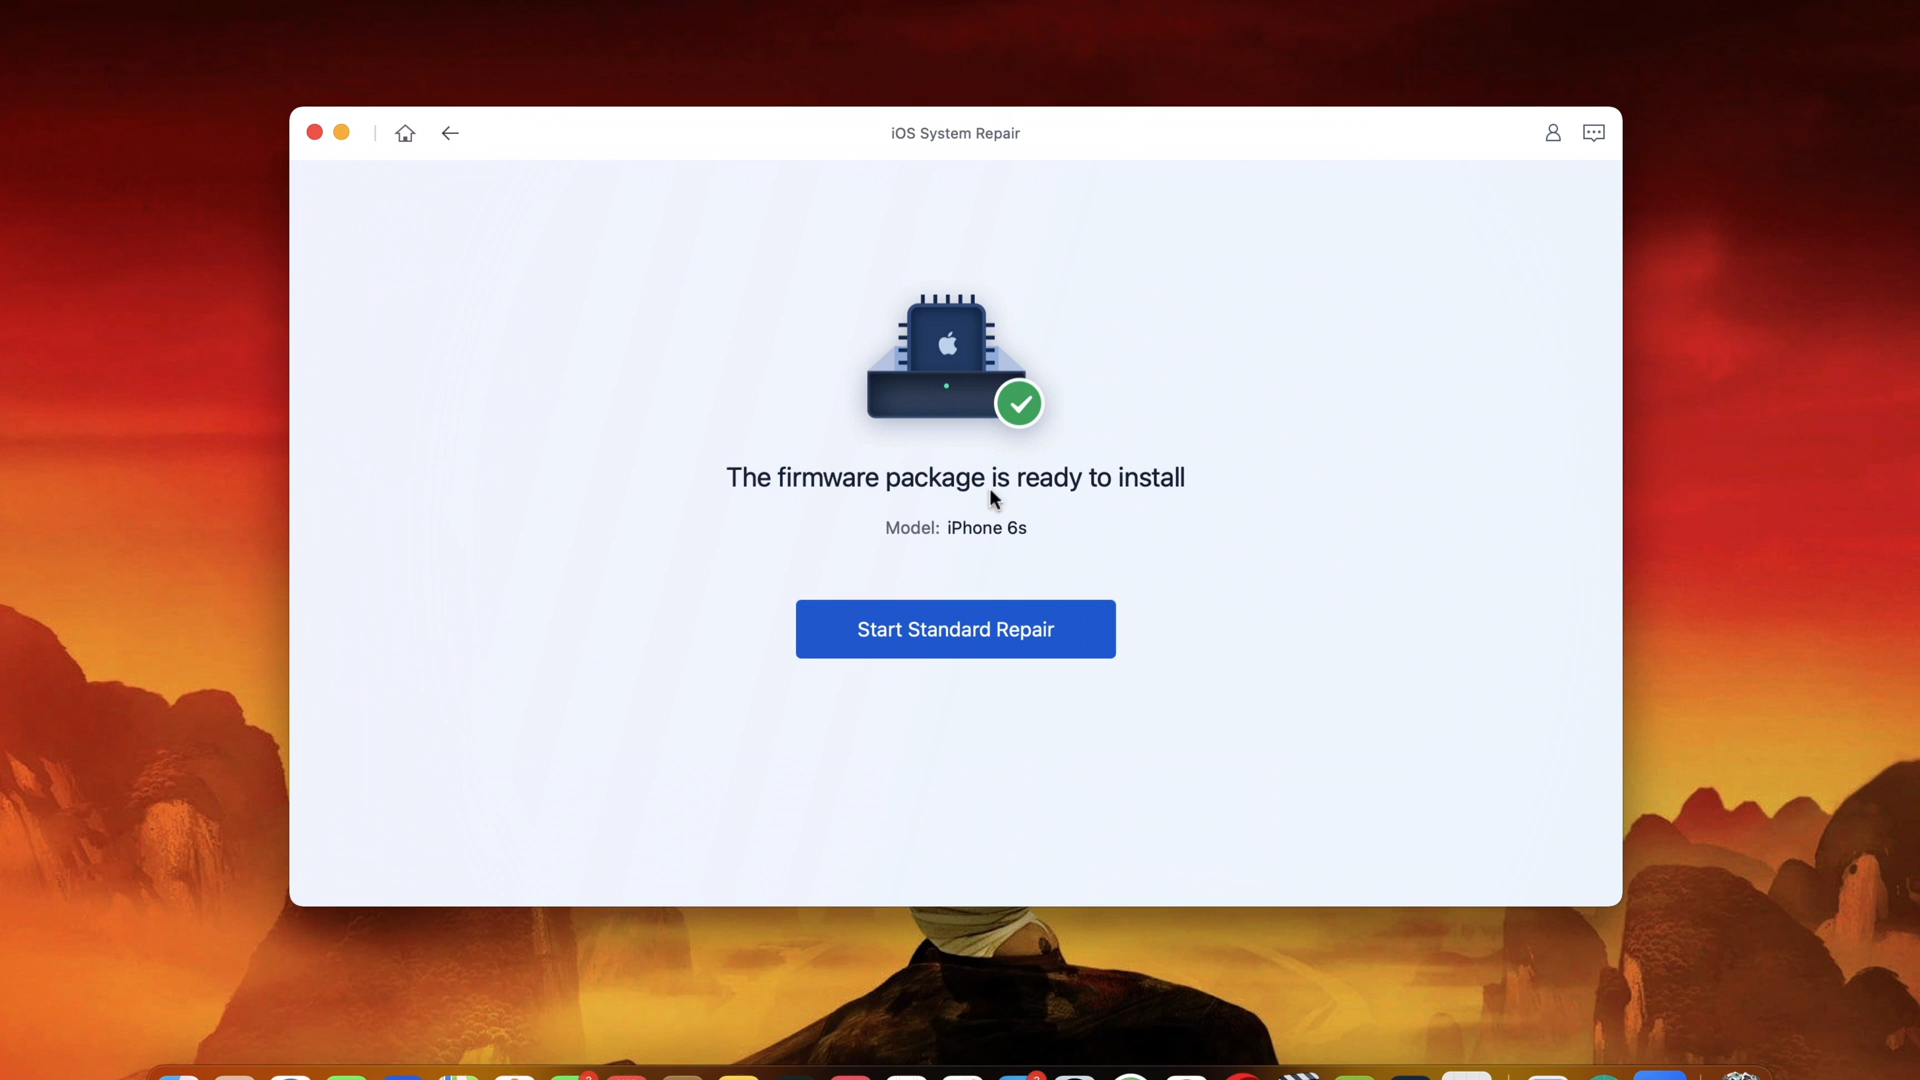 iOS System Repair
The firmware package is ready to install
Model: iPhone 6s
Start Standard Repair